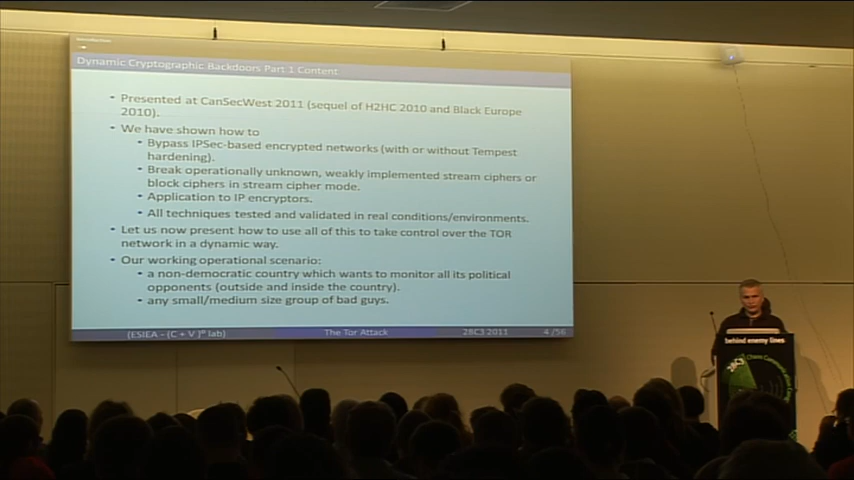 Introduction
Dynamic Cryptographic Backdoors Part 1 Content
• Presented at CanSecWest 2011 (sequel of H2HC 2010 and Black Europe
2010).
• We have shown how to
• Bypass IPSec-based encrypted networks (with or without Tempest
hardening).
• Break operationally unknown, weakly implemented stream ciphers or
block ciphers in stream cipher mode.
• Application to IP encryptors.
• All techniques tested and validated in real conditions/environments.
• Let us now present how to use all of this to take control over the TOR
network in a dynamic way.
• Our working operational scenario:
• a non-democratic country which wants to monitor all its political
opponents (outside and inside the country).
• any small/medium size group of bad guys.
(ESIEA - (C + V)ᴼ lab) The Tor Attack 28C3 2011 4 /56
behind enemy lines
28C3